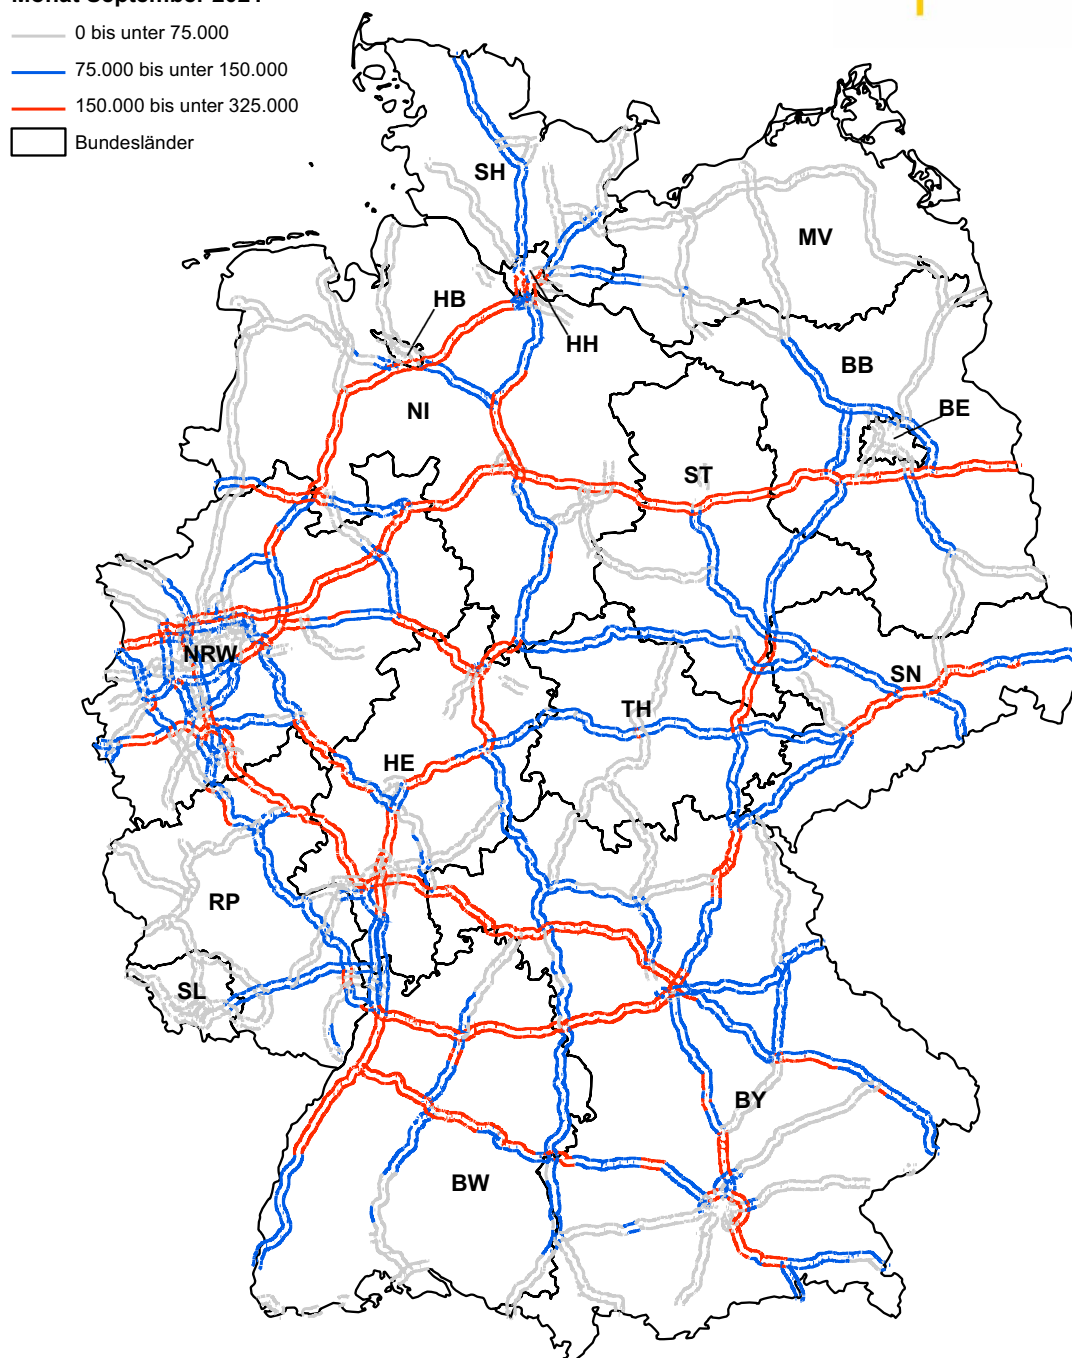 0 bis unter 75.000
75.000 bis unter 150.000
150.000 bis unter 325.000
Bundesländer
SH
MV
HB
HH
BB
NI
BE
ST
NRW
SN
TH
HE
RP
SL
BY
BW